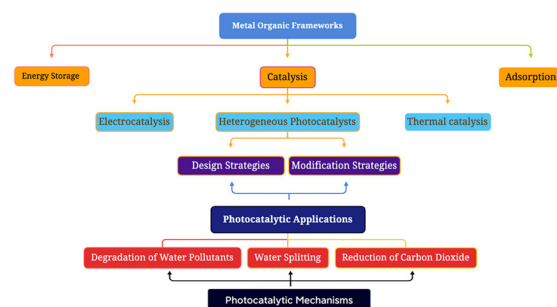 Metal Organic Frameworks
Energy Storage
Catalysis
Adsorption
Electrocatalysis
Heterogeneous Photocatalysts
Thermal catalysis
Design Strategies
Modification Strategies
Photocatalytic Applications
Degradation of Water Pollutants
Water Splitting
Reduction of Carbon Dioxide
Photocatalytic Mechanisms